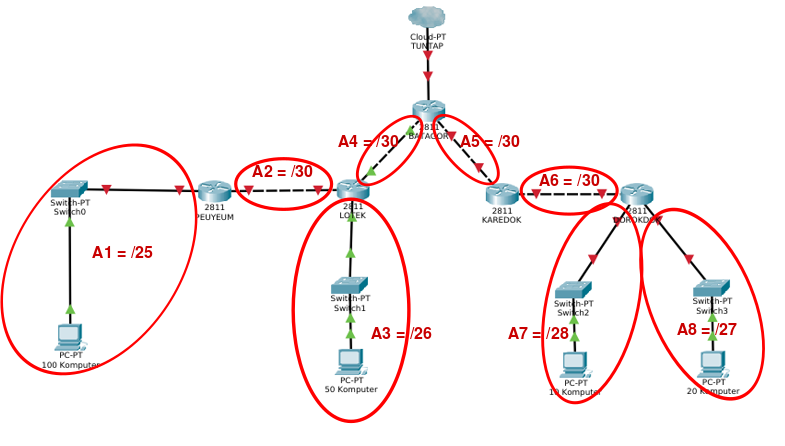 Cloud-PT
TUNTAP
2811
BATAGOR
A4 = /30
A5 = /30
A2 = /30
A6 = /30
Switch-PT
Switch0
2811
PEUYEUM
2811
LOTEK
2811
KAREDOK
A1 = /25
Switch-PT
Switch1
Switch-PT
Switch2
Switch-PT
Switch3
A3 = /26
A7 = /28
A8 = /27
PC-PT
100 Komputer
PC-PT
50 Komputer
PC-PT
10 Komputer
PC-PT
20 Komputer